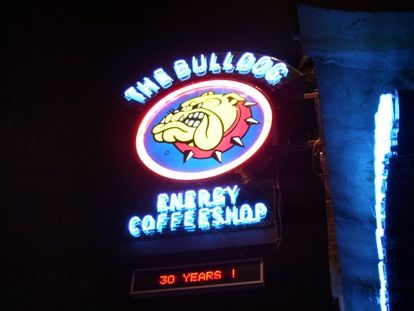 THE BULLDOG
ENERGY
COFFEESHOP
30 YEARS !